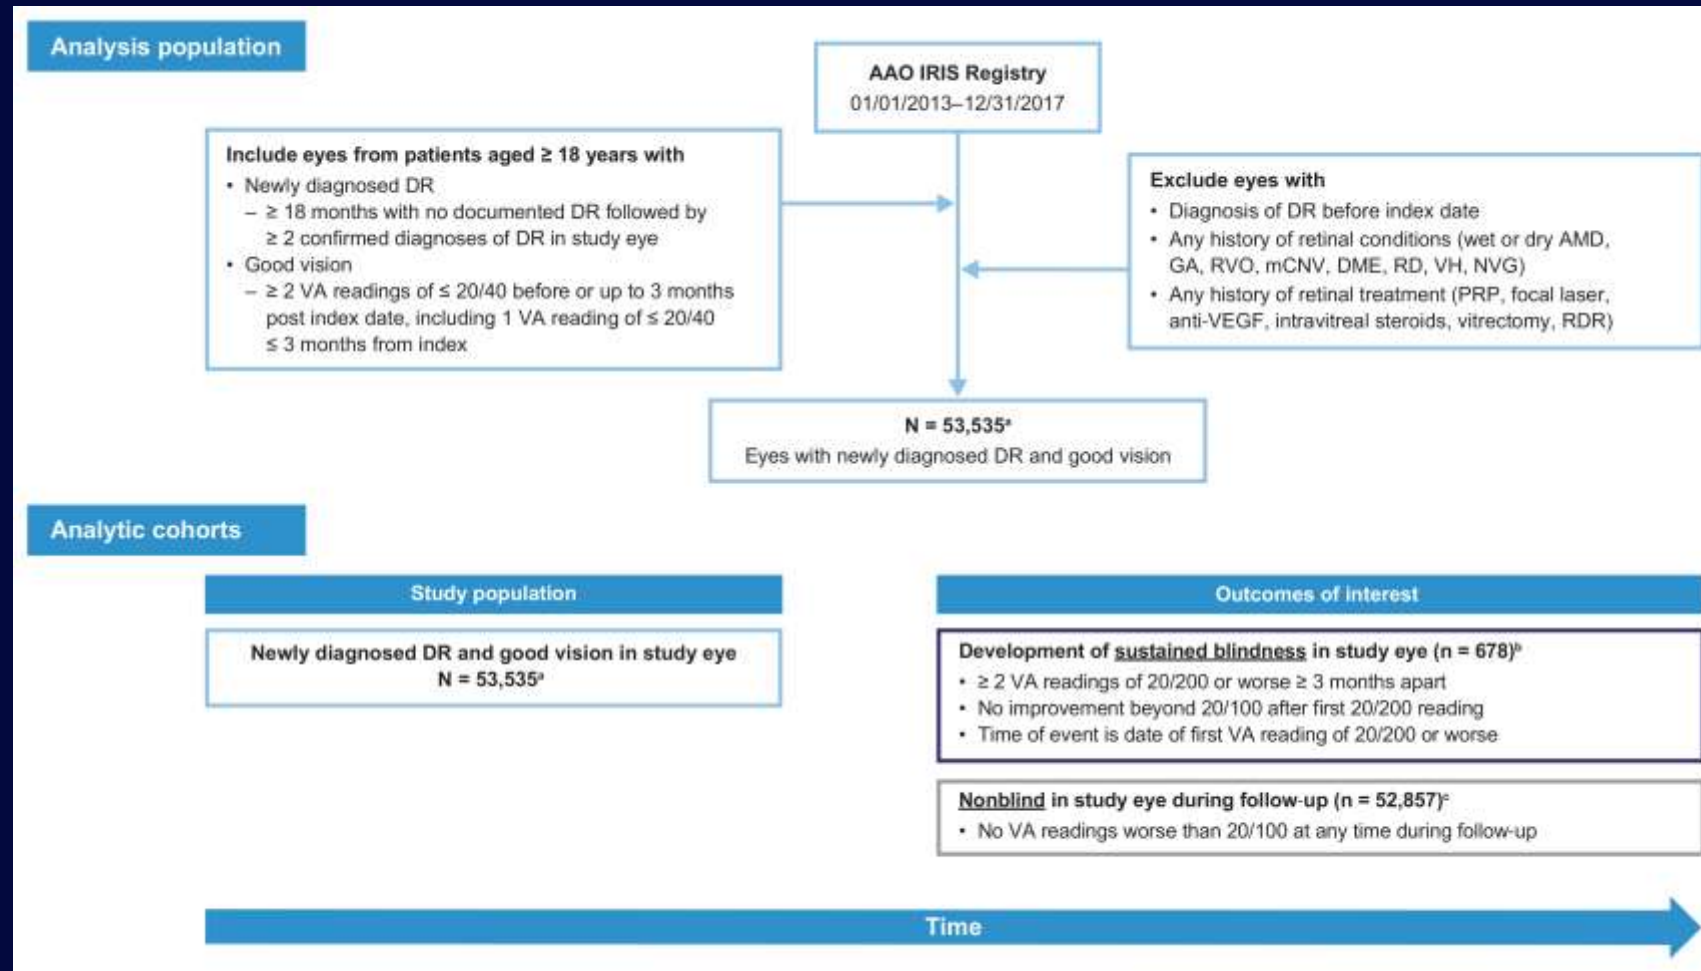 Analysis population
AAO IRIS Registry
01/01/2013–12/31/2017
Include eyes from patients aged ≥ 18 years with
• Newly diagnosed DR
– ≥ 18 months with no documented DR followed by
≥ 2 confirmed diagnoses of DR in study eye
• Good vision
– ≥ 2 VA readings of ≤ 20/40 before or up to 3 months
post index date, including 1 VA reading of ≤ 20/40
≤ 3 months from index
Exclude eyes with
• Diagnosis of DR before index date
• Any history of retinal conditions (wet or dry AMD,
GA, RVO, mCNV, DME, RD, VH, NVG)
• Any history of retinal treatment (PRP, focal laser,
anti-VEGF, intravitreal steroids, vitrectomy, RDR)
N = 53,535ᵃ
Eyes with newly diagnosed DR and good vision
Analytic cohorts
Study population
Newly diagnosed DR and good vision in study eye
N = 53,535ᵃ
Outcomes of interest
Development of sustained blindness in study eye (n = 678)ᵇ
• ≥ 2 VA readings of 20/200 or worse ≥ 3 months apart
• No improvement beyond 20/100 after first 20/200 reading
• Time of event is date of first VA reading of 20/200 or worse
Nonblind in study eye during follow-up (n = 52,857)ᶜ
• No VA readings worse than 20/100 at any time during follow-up
Time